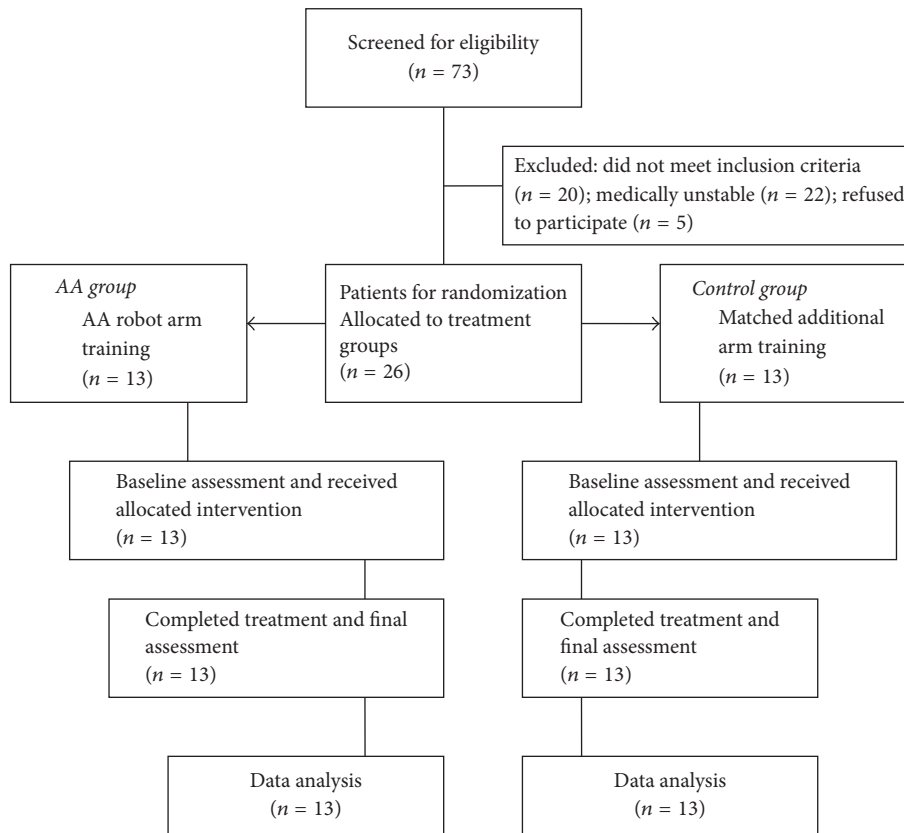 Screened for eligibility
(n = 73)
Excluded: did not meet inclusion criteria
(n = 20); medically unstable (n = 22); refused
to participate (n = 5)
AA group
AA robot arm
training
(n = 13)
Patients for randomization
Allocated to treatment
groups
(n = 26)
Control group
Matched additional
arm training
(n = 13)
Baseline assessment and received
allocated intervention
(n = 13)
Baseline assessment and received
allocated intervention
(n = 13)
Completed treatment and final
assessment
(n = 13)
Completed treatment and
final assessment
(n = 13)
Data analysis
(n = 13)
Data analysis
(n = 13)